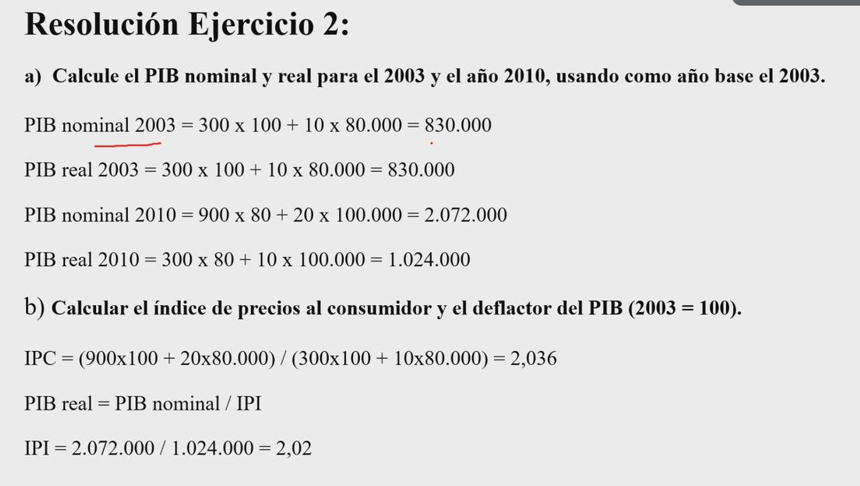 Resolución Ejercicio 2:
a) Calcule el PIB nominal y real para el 2003 y el año 2010, usando como año base el 2003.
PIB nominal 2003 = 300 x 100 + 10 x 80.000 = 830.000
PIB real 2003 = 300 x 100 + 10 x 80.000 = 830.000
PIB nominal 2010 = 900 x 80 + 20 x 100.000 = 2.072.000
PIB real 2010 = 300 x 80 + 10 x 100.000 = 1.024.000
b) Calcular el índice de precios al consumidor y el deflactor del PIB (2003 = 100).
IPC = (900x100 + 20x80.000) / (300x100 + 10x80.000) = 2,036
PIB real = PIB nominal / IPI
IPI = 2.072.000 / 1.024.000 = 2,02